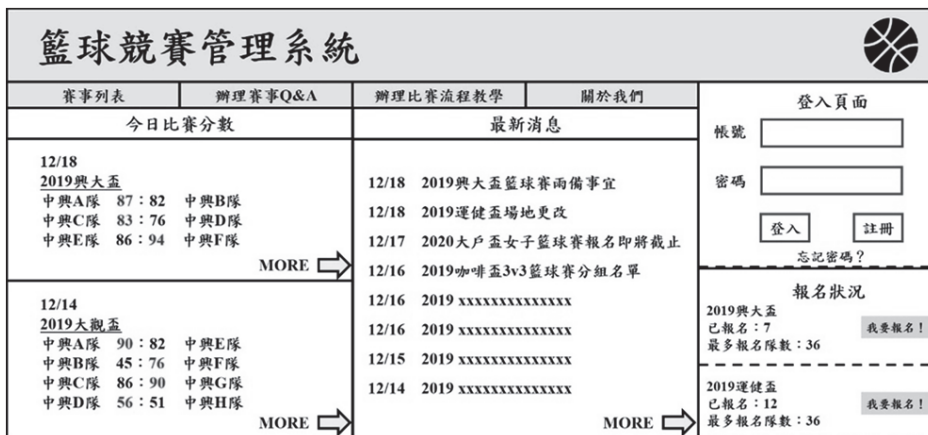 籃球競賽管理系統
賽事列表
辦理賽事Q&A
辦理比賽流程教學
關於我們
今日比賽分數
12/18
2019興大盃
中興A隊 87：82 中興B隊
中興C隊 83：76 中興D隊
中興E隊 86：94 中興F隊
MORE
12/14
2019大觀盃
中興A隊 90：82 中興E隊
中興B隊 45：76 中興F隊
中興C隊 86：90 中興G隊
中興D隊 56：51 中興H隊
MORE
最新消息
12/18 2019興大盃籃球賽雨備事宜
12/18 2019運健盃場地更改
12/17 2020大戶盃女子籃球賽報名即將截止
12/16 2019咖啡盃3v3籃球賽分組名單
12/16 2019 xxxxxxxxxxxxxx
12/16 2019 xxxxxxxxxxxxxx
12/15 2019 xxxxxxxxxxxxxx
12/14 2019 xxxxxxxxxxxxxx
MORE
登入頁面
帳號
密碼
登入
註冊
忘記密碼？
報名狀況
2019興大盃
已報名：7
我要報名！
最多報名隊數：36
2019運健盃
已報名：12
我要報名！
最多報名隊數：36